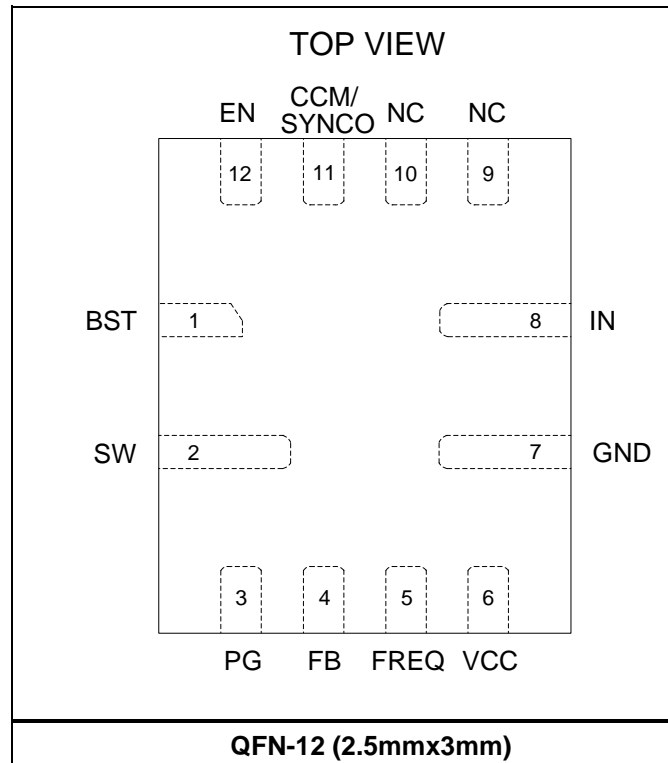 TOP VIEW
EN CCM/ SYNCO NC NC
12 11 10 9
BST 1 8 IN
SW 2 7 GND
3 4 5 6
PG FB FREQ VCC
QFN-12 (2.5mmx3mm)